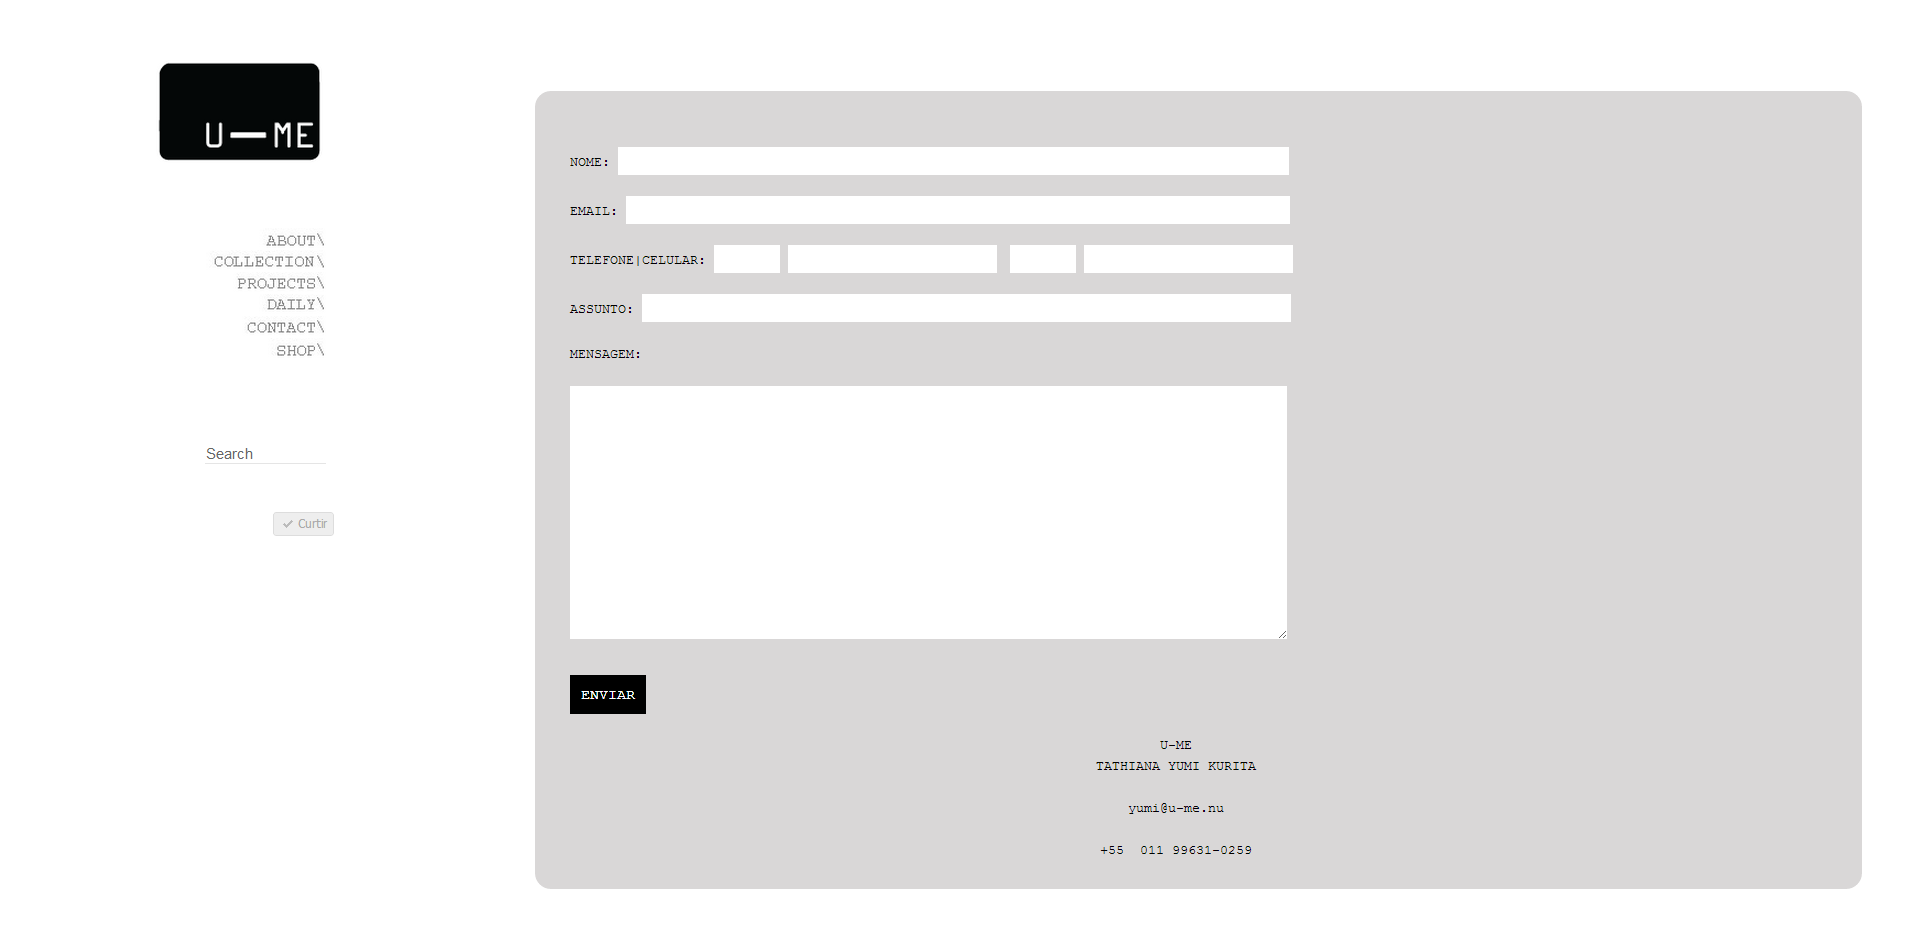 U—ME
ABOUT\
COLLECTION\
PROJECTS\
DAILY\
CONTACT\
SHOP\
Search
Curtir
NOME:
EMAIL:
TELEFONE|CELULAR:
ASSUNTO:
MENSAGEM:
ENVIAR
U-ME
TATHIANA YUMI KURITA
yumi@u-me.nu
+55  011 99631-0259